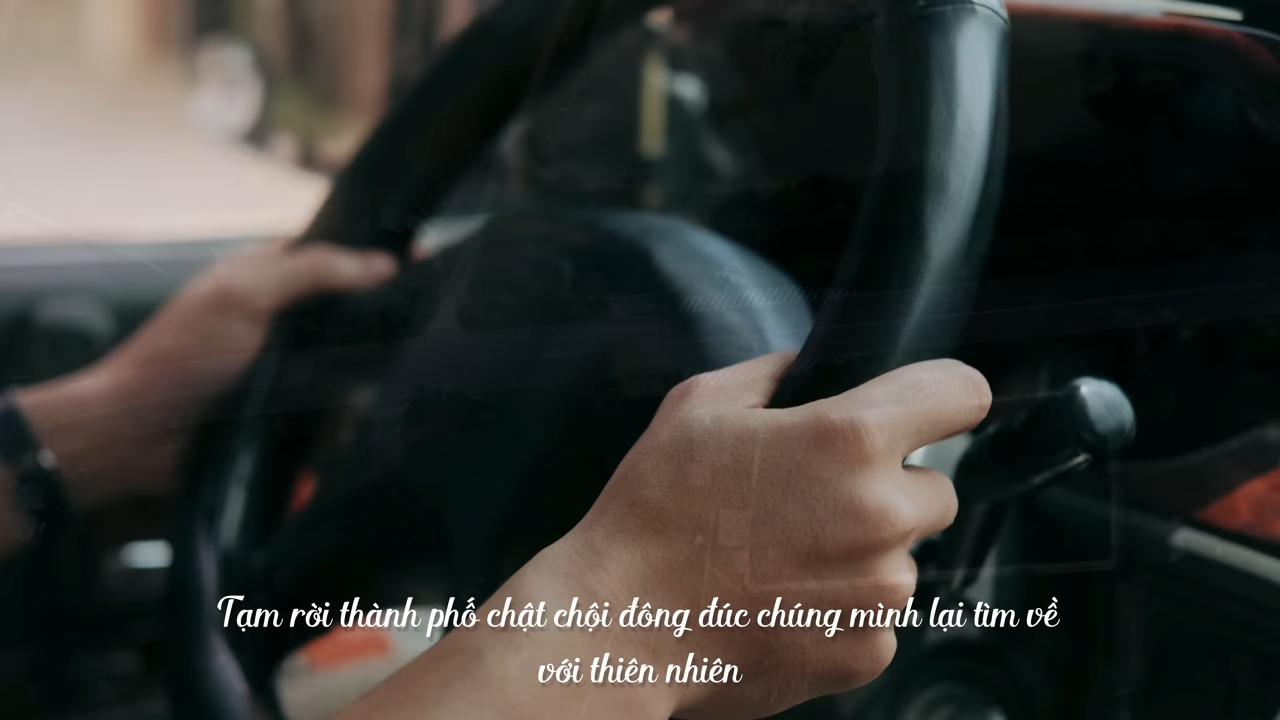 Tạm rời thành phố chật chội đông đúc chúng mình lại tìm về
với thiên nhiên